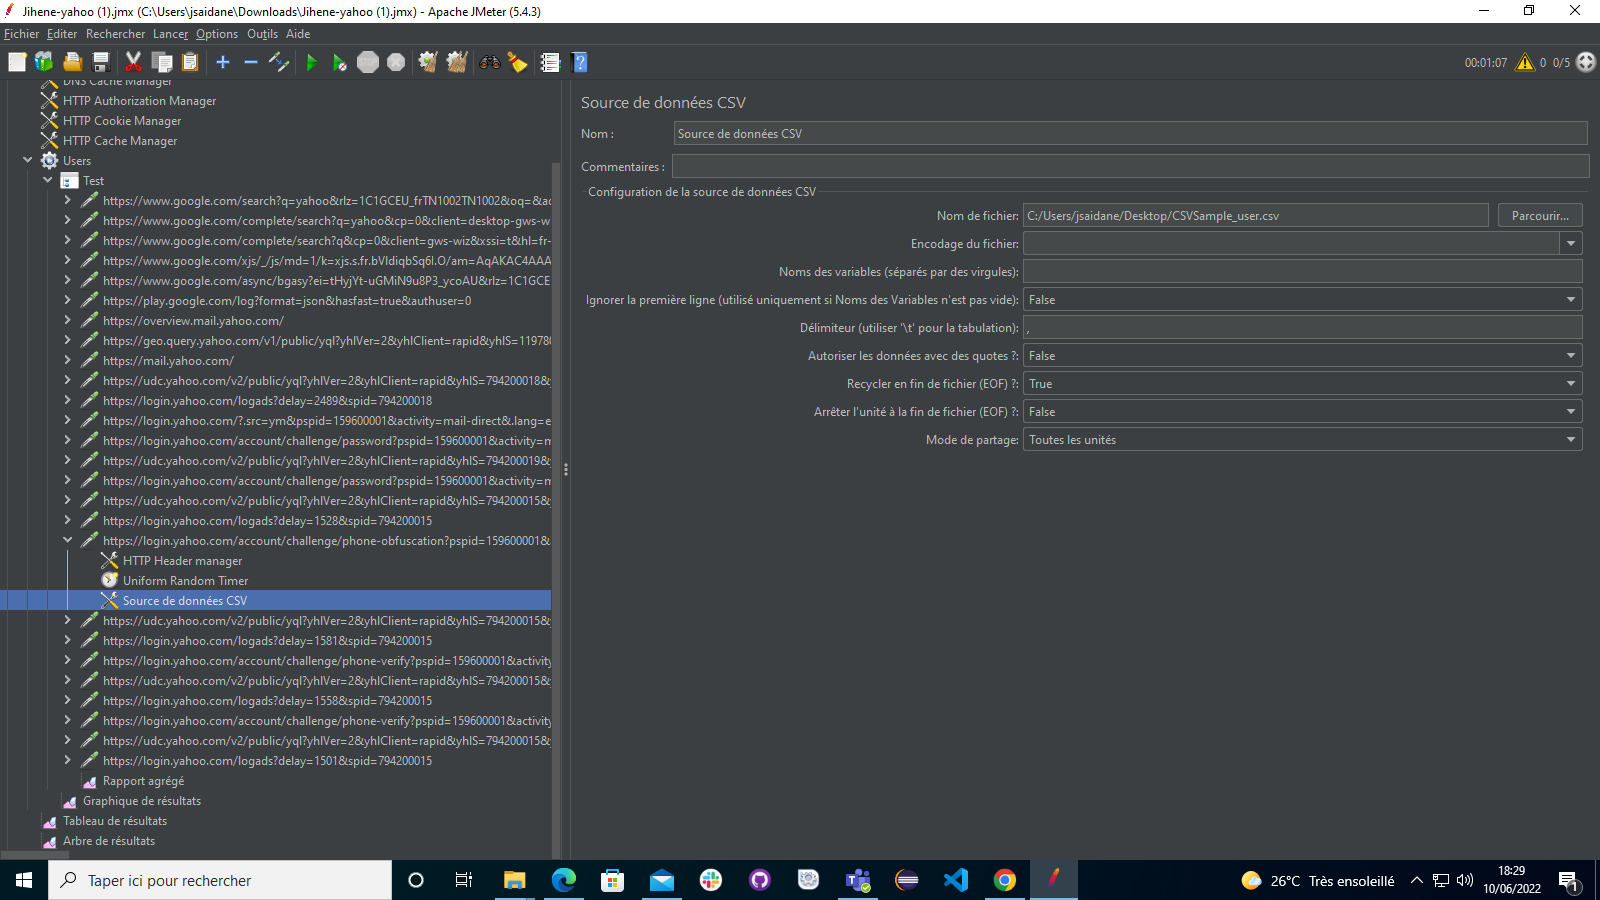 Jihene-yahoo (1).jmx (C:\Users\jsaidane\Downloads\Jihene-yahoo (1).jmx) - Apache JMeter (5.4.3)
Fichier Editer Rechercher Lancer Options Outils Aide
STOP
00:01:07 0 0/5
DNS Cache Manager
HTTP Authorization Manager
HTTP Cookie Manager
HTTP Cache Manager
Users
Test
https://www.google.com/search?q=yahoo&rlz=1C1GCEU_frTN1002TN1002&oq=&ac
https://www.google.com/complete/search?q=yahoo&cp=0&client=desktop-gws-w
https://www.google.com/complete/search?q&cp=0&client=gws-wiz&xssi=t&hl=fr-
https://www.google.com/xjs/_/js/md=1/k=xjs.s.fr.bVldiqbSq6I.O/am=AqAKAC4AAA
https://www.google.com/async/bgasy?ei=tHyjYt-uGMiN9u8P3_ycoAU&rlz=1C1GCE
https://play.google.com/log?format=json&hasfast=true&authuser=0
https://overview.mail.yahoo.com/
https://geo.query.yahoo.com/v1/public/yql?yhlVer=2&yhlClient=rapid&yhlS=119780
https://mail.yahoo.com/
https://udc.yahoo.com/v2/public/yql?yhlVer=2&yhlClient=rapid&yhlS=794200018&y
https://login.yahoo.com/logads?delay=2489&spid=794200018
https://login.yahoo.com/?.src=ym&pspid=159600001&activity=mail-direct&.lang=e
https://login.yahoo.com/account/challenge/password?pspid=159600001&activity=m
https://udc.yahoo.com/v2/public/yql?yhlVer=2&yhlClient=rapid&yhlS=794200019&y
https://login.yahoo.com/account/challenge/password?pspid=159600001&activity=m
https://udc.yahoo.com/v2/public/yql?yhlVer=2&yhlClient=rapid&yhlS=794200015&y
https://login.yahoo.com/logads?delay=1528&spid=794200015
https://login.yahoo.com/account/challenge/phone-obfuscation?pspid=159600001&
HTTP Header manager
Uniform Random Timer
Source de données CSV
https://udc.yahoo.com/v2/public/yql?yhlVer=2&yhlClient=rapid&yhlS=794200015&y
https://login.yahoo.com/logads?delay=1581&spid=794200015
https://login.yahoo.com/account/challenge/phone-verify?pspid=159600001&activity
https://udc.yahoo.com/v2/public/yql?yhlVer=2&yhlClient=rapid&yhlS=794200015&y
https://login.yahoo.com/logads?delay=1558&spid=794200015
https://login.yahoo.com/account/challenge/phone-verify?pspid=159600001&activity
https://udc.yahoo.com/v2/public/yql?yhlVer=2&yhlClient=rapid&yhlS=794200015&y
https://login.yahoo.com/logads?delay=1501&spid=794200015
Rapport agrégé
Graphique de résultats
Tableau de résultats
Arbre de résultats
Source de données CSV
Nom : Source de données CSV
Commentaires :
Configuration de la source de données CSV
Nom de fichier: C:/Users/jsaidane/Desktop/CSVSample_user.csv Parcourir...
Encodage du fichier:
Noms des variables (séparés par des virgules):
Ignorer la première ligne (utilisé uniquement si Noms des Variables n'est pas vide): False
Délimiteur (utiliser '\t' pour la tabulation): ,
Autoriser les données avec des quotes ?: False
Recycler en fin de fichier (EOF) ?: True
Arrêter l'unité à la fin de fichier (EOF) ?: False
Mode de partage: Toutes les unités
Taper ici pour rechercher
26°C Très ensoleillé
18:29
10/06/2022
1